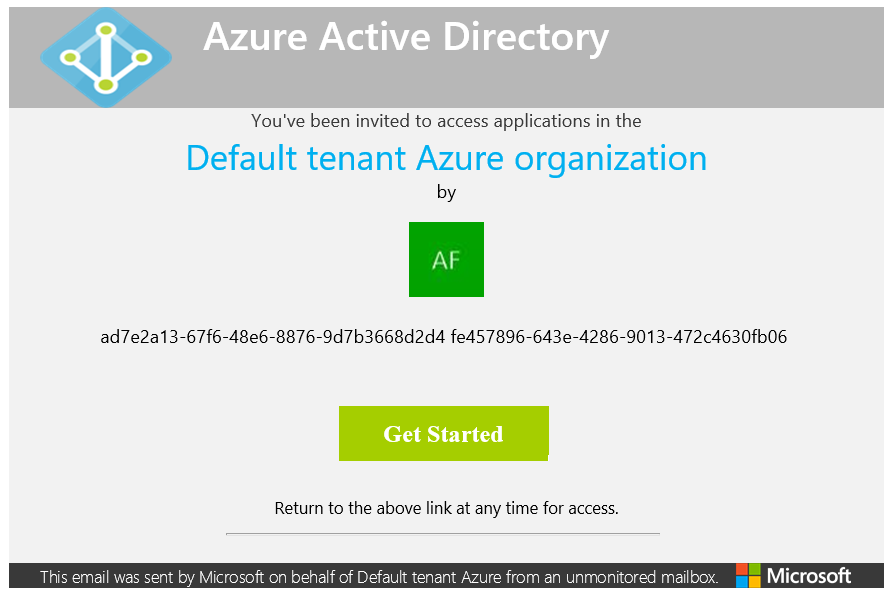 Azure Active Directory
You've been invited to access applications in the
Default tenant Azure organization
by
AF
ad7e2a13-67f6-48e6-8876-9d7b3668d2d4 fe457896-643e-4286-9013-472c4630fb06
Get Started
Return to the above link at any time for access.
This email was sent by Microsoft on behalf of Default tenant Azure from an unmonitored mailbox.
Microsoft